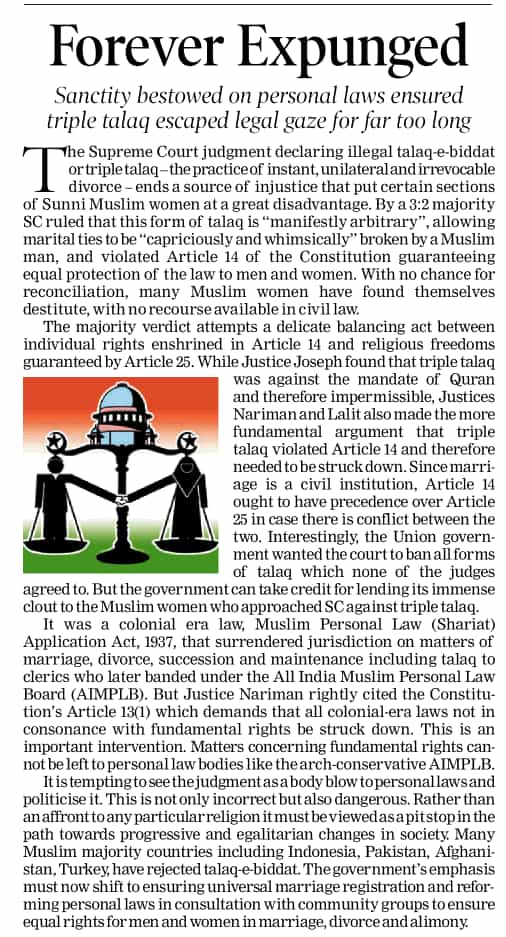 Forever Expunged
Sanctity bestowed on personal laws ensured
triple talaq escaped legal gaze for far too long
The Supreme Court judgment declaring illegal talaq-e-biddat
or triple talaq – the practice of instant, unilateral and irrevocable
divorce – ends a source of injustice that put certain sections
of Sunni Muslim women at a great disadvantage. By a 3:2 majority
SC ruled that this form of talaq is “manifestly arbitrary”, allowing
marital ties to be “capriciously and whimsically” broken by a Muslim
man, and violated Article 14 of the Constitution guaranteeing
equal protection of the law to men and women. With no chance for
reconciliation, many Muslim women have found themselves
destitute, with no recourse available in civil law.
The majority verdict attempts a delicate balancing act between
individual rights enshrined in Article 14 and religious freedoms
guaranteed by Article 25. While Justice Joseph found that triple talaq
was against the mandate of Quran
and therefore impermissible, Justices
Nariman and Lalit also made the more
fundamental argument that triple
talaq violated Article 14 and therefore
needed to be struck down. Since marri-
age is a civil institution, Article 14
ought to have precedence over Article
25 in case there is conflict between the
two. Interestingly, the Union govern-
ment wanted the court to ban all forms
of talaq which none of the judges
agreed to. But the government can take credit for lending its immense
clout to the Muslim women who approached SC against triple talaq.
It was a colonial era law, Muslim Personal Law (Shariat)
Application Act, 1937, that surrendered jurisdiction on matters of
marriage, divorce, succession and maintenance including talaq to
clerics who later banded under the All India Muslim Personal Law
Board (AIMPLB). But Justice Nariman rightly cited the Constitu-
tion’s Article 13(1) which demands that all colonial-era laws not in
consonance with fundamental rights be struck down. This is an
important intervention. Matters concerning fundamental rights can-
not be left to personal law bodies like the arch-conservative AIMPLB.
It is tempting to see the judgment as a body blow to personal laws and
politicise it. This is not only incorrect but also dangerous. Rather than
an affront to any particular religion it must be viewed as a pit stop in the
path towards progressive and egalitarian changes in society. Many
Muslim majority countries including Indonesia, Pakistan, Afghani-
stan, Turkey, have rejected talaq-e-biddat. The government’s emphasis
must now shift to ensuring universal marriage registration and refor-
ming personal laws in consultation with community groups to ensure
equal rights for men and women in marriage, divorce and alimony.